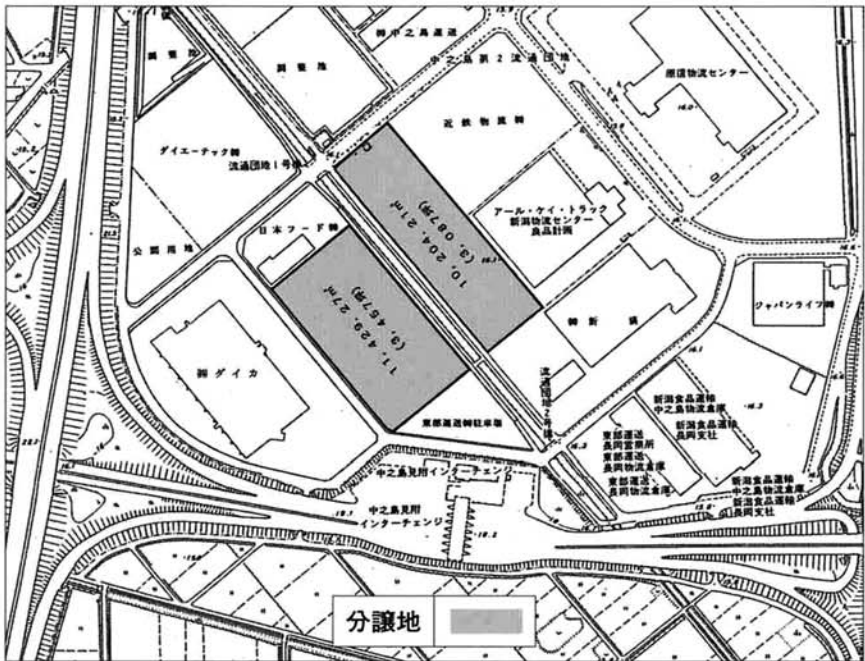 ㈱中之島運送
中之島第2流通団地
調整池
調整池
原信物流センター
近鉄物流㈱
ダイエーテック㈱
流通団地1号線
アール・ケイ・トラック
新潟物流センター
良品計画
10,204.21㎡
(3,087坪)
日本フード㈱
公園用地
11,429.27㎡
(3,457坪)
ジャパンライフ㈱
㈱ダイカ
流通団地2号線
東部運送㈱駐車場
新潟食品運輸
中之島物流倉庫
新潟食品運輸
長岡支社
東部運送
長岡営業所
東部運送
長岡物流倉庫
東部運送
長岡物流倉庫
新潟食品運輸
中之島物流倉庫
新潟食品運輸
長岡支社
中之島見附インターチェンジ
中之島見附
インターチェンジ
分譲地